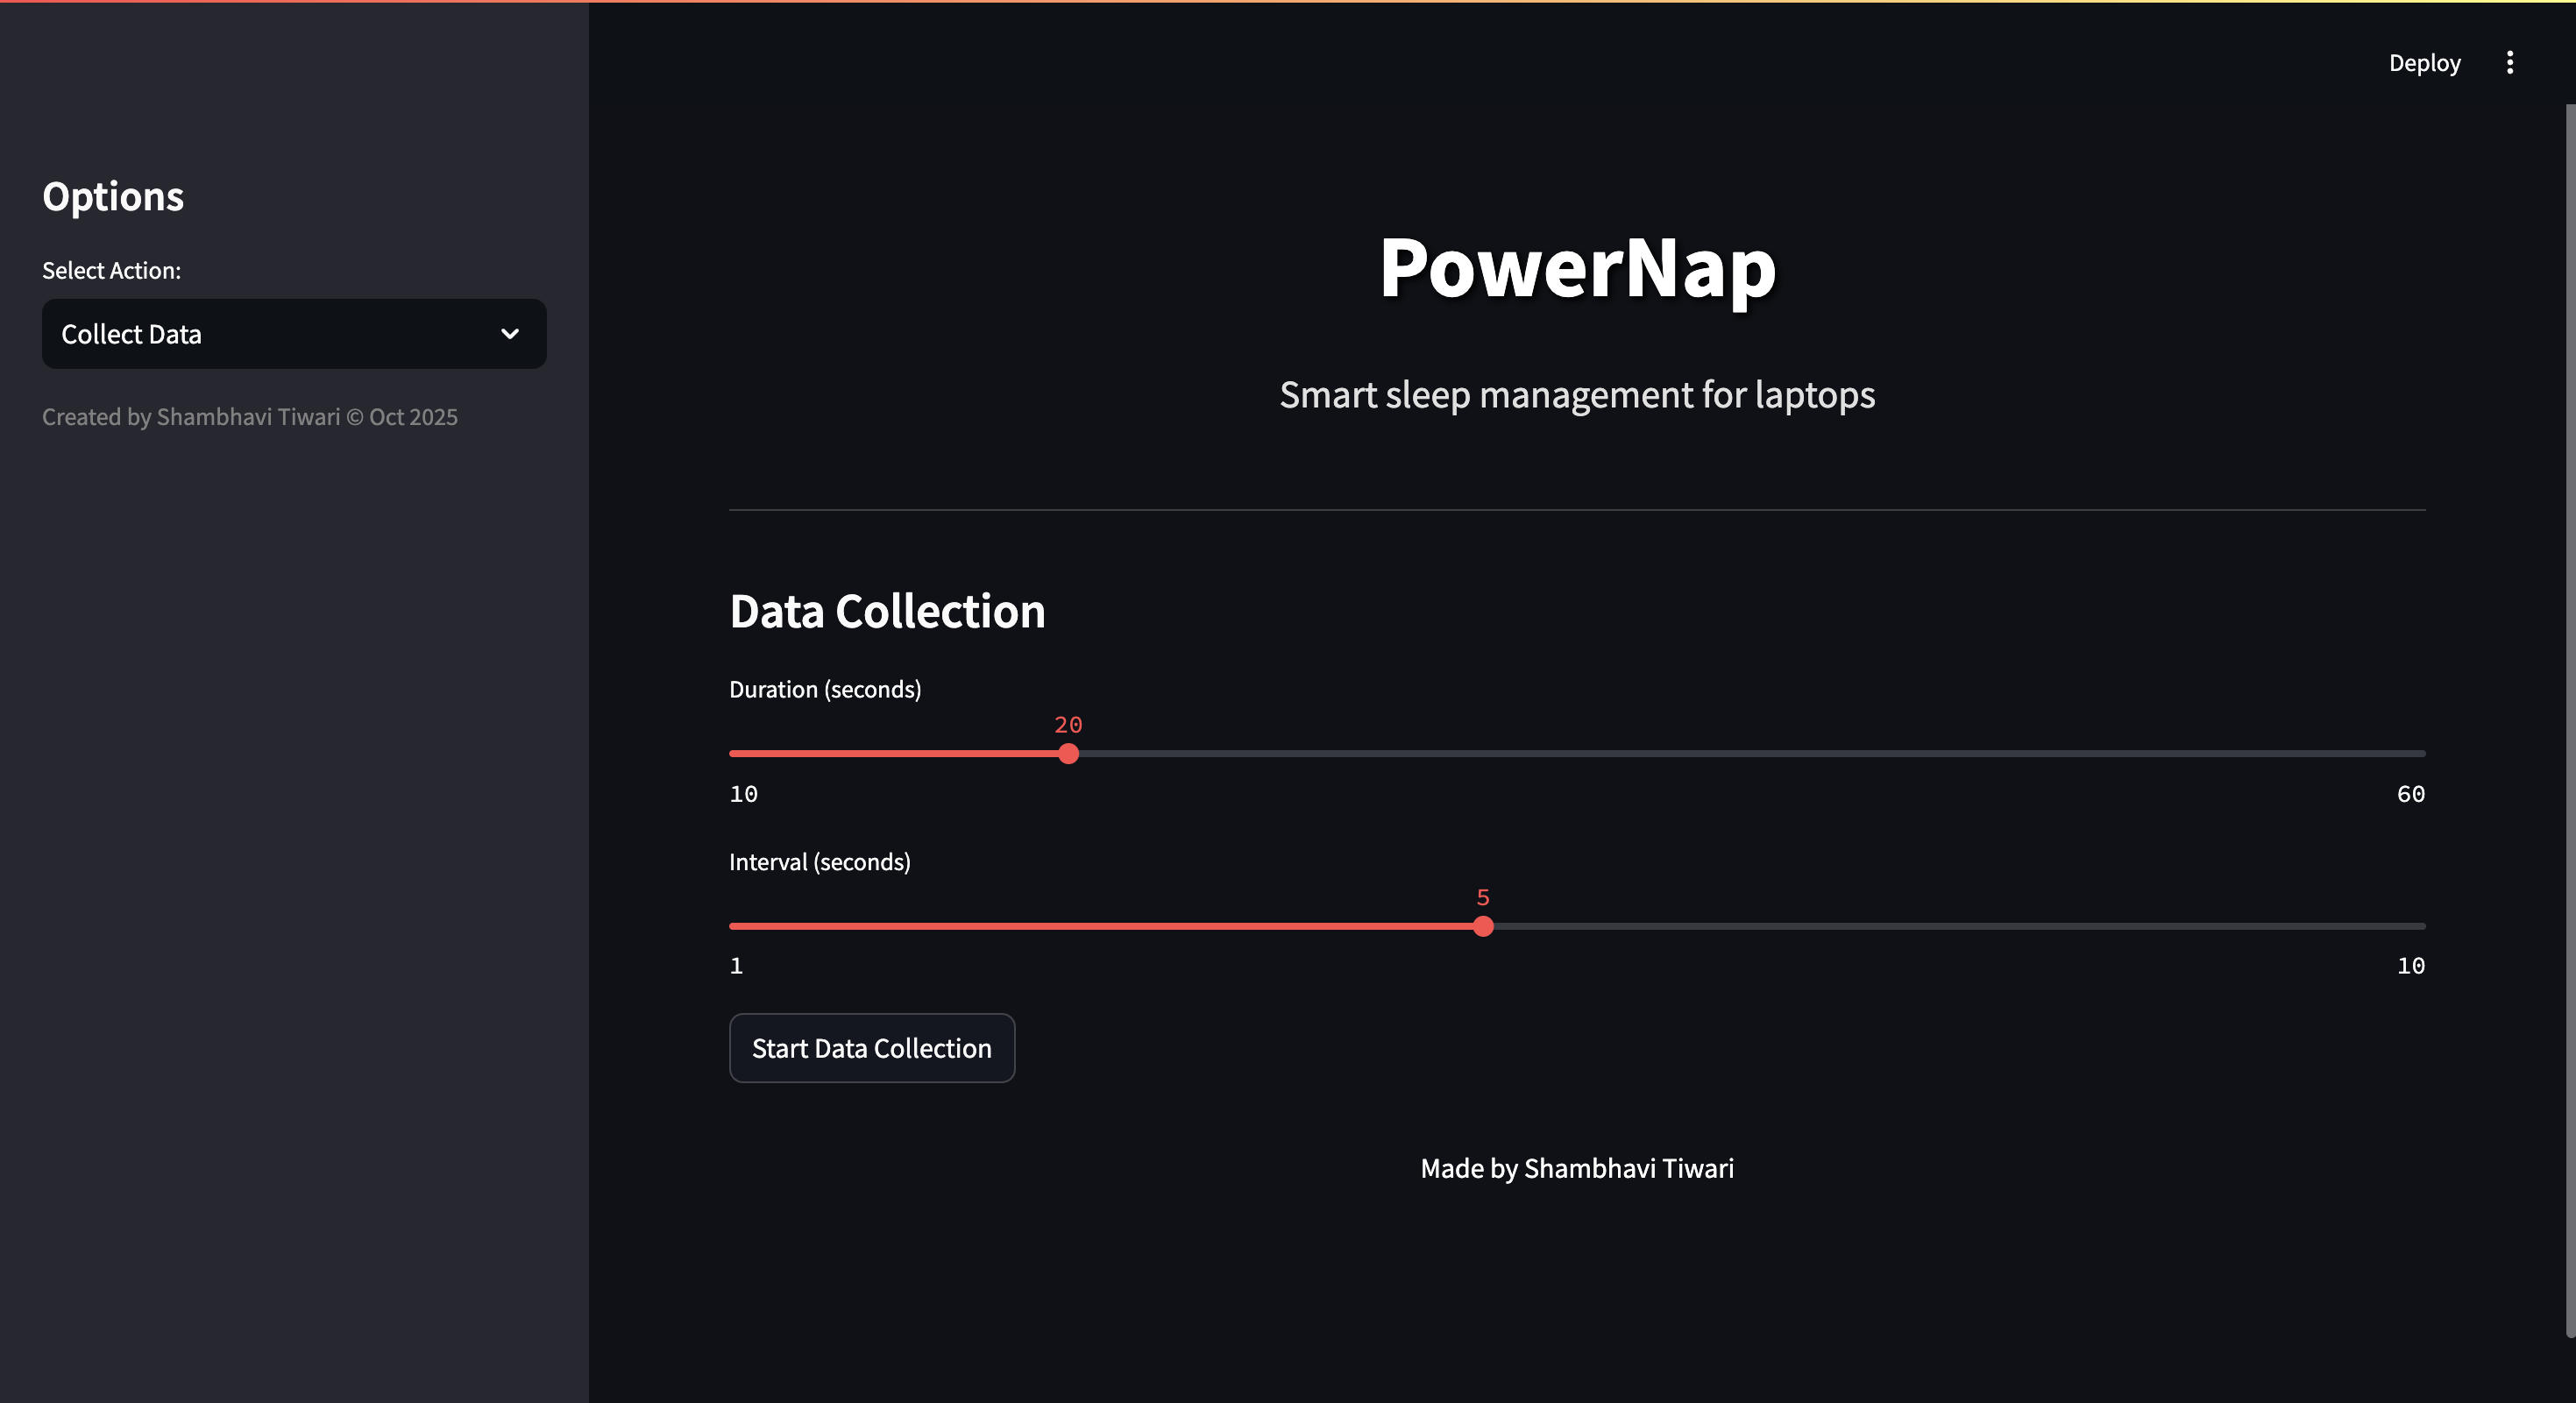 Deploy
Options
Select Action:
Collect Data
Created by Shambhavi Tiwari © Oct 2025
PowerNap
Smart sleep management for laptops
Data Collection
Duration (seconds)
20
10 60
Interval (seconds)
5
1 10
Start Data Collection
Made by Shambhavi Tiwari